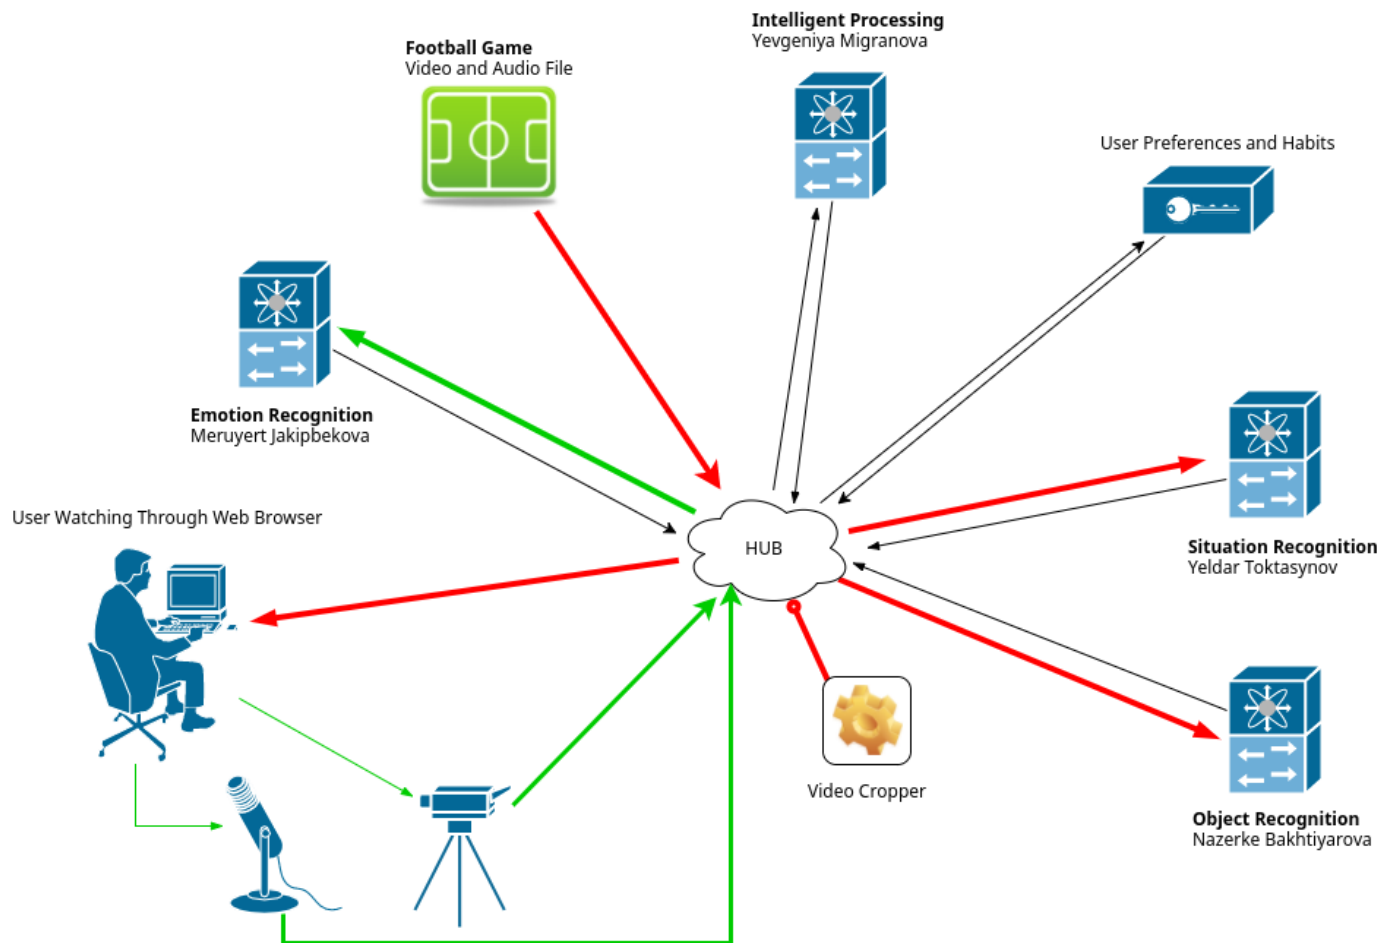 Intelligent Processing
Yevgeniya Migranova
Football Game
Video and Audio File
User Preferences and Habits
Emotion Recognition
Meruyert Jakipbekova
User Watching Through Web Browser
HUB
Situation Recognition
Yeldar Toktasynov
Video Cropper
Object Recognition
Nazerke Bakhtiyarova